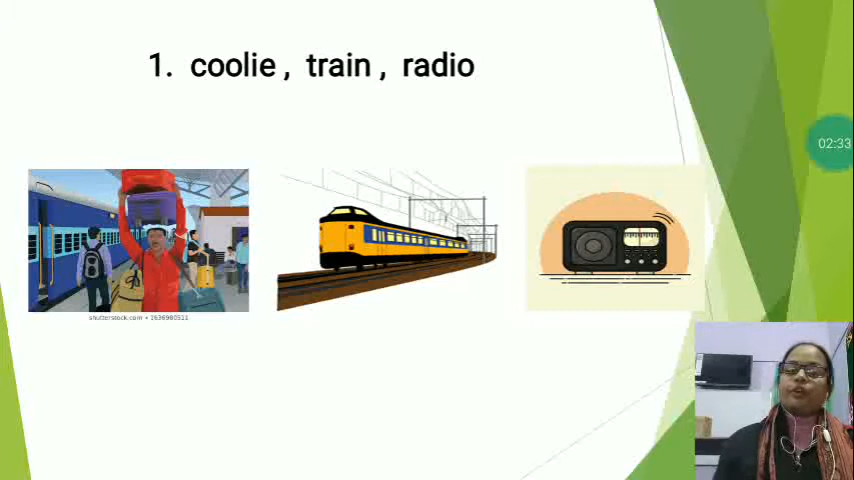 1. coolie , train , radio
02:33
shutterstock.com • 1636980511